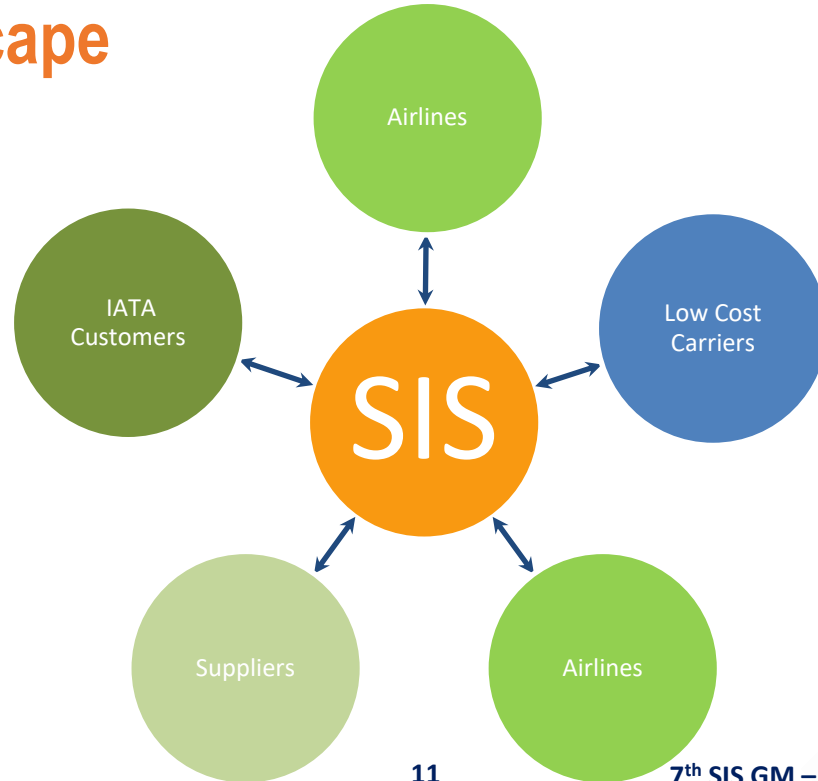 cape
Airlines
IATA
Customers
Low Cost
Carriers
SIS
Suppliers
Airlines
11
7th SIS GM –